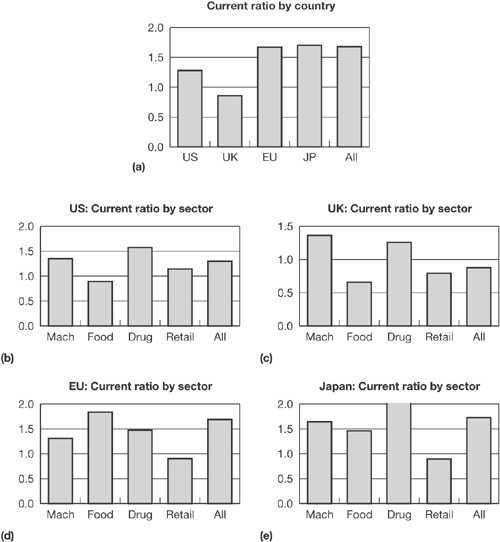 Current ratio by country
2.0
1.5
1.0
0.5
0.0
US UK EU JP All
(a)
US: Current ratio by sector
2.0
1.5
1.0
0.5
0.0
Mach Food Drug Retail All
(b)
UK: Current ratio by sector
1.5
1.0
0.5
0.0
Mach Food Drug Retail All
(c)
EU: Current ratio by sector
2.0
1.5
1.0
0.5
0.0
Mach Food Drug Retail All
(d)
Japan: Current ratio by sector
2.0
1.5
1.0
0.5
0.0
Mach Food Drug Retail All
(e)